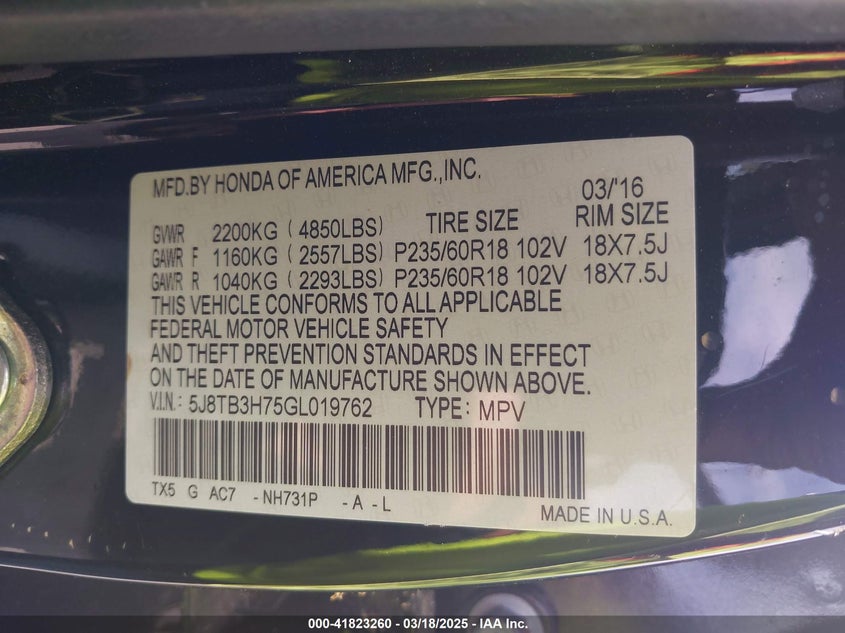 MFD.BY HONDA OF AMERICA MFG.,INC.
03/'16
GVWR 2200KG ( 4850LBS) TIRE SIZE RIM SIZE
GAWR F 1160KG ( 2557LBS) P235/60R18 102V 18X7.5J
GAWR R 1040KG ( 2293LBS) P235/60R18 102V 18X7.5J
THIS VEHICLE CONFORMS TO ALL APPLICABLE
FEDERAL MOTOR VEHICLE SAFETY
AND THEFT PREVENTION STANDARDS IN EFFECT
ON THE DATE OF MANUFACTURE SHOWN ABOVE.
V.I.N.: 5J8TB3H75GL019762 TYPE: MPV
TX5 G AC7 - NH731P - A - L
MADE IN U.S.A.
000-41823260 - 03/18/2025 - IAA Inc.